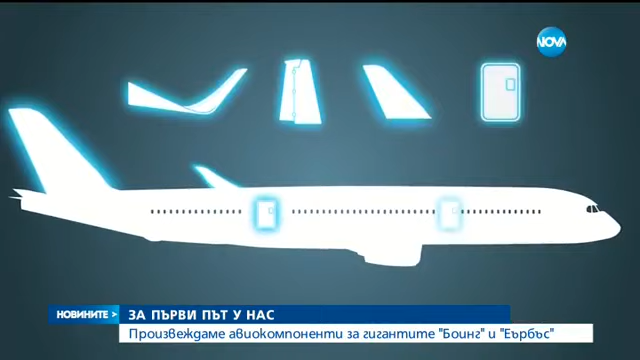 NOVA
НОВИНИТЕ >
ЗА ПЪРВИ ПЪТ У НАС
Произвеждаме авиокомпоненти за гигантите "Боинг" и "Еърбъс"